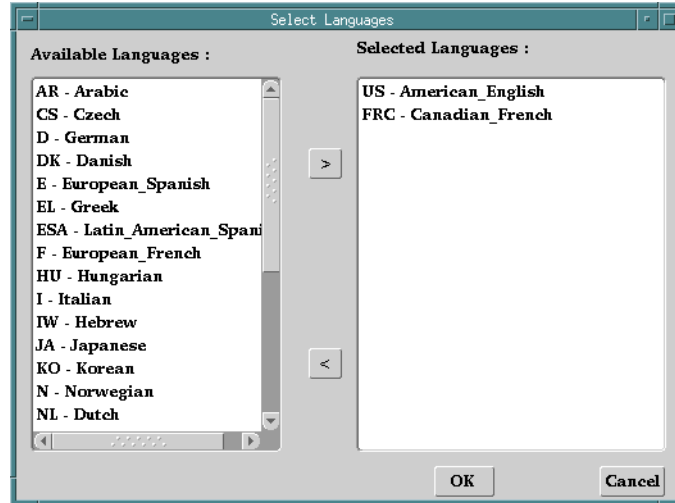 Select Languages
Available Languages :
Selected Languages :
AR - Arabic
CS - Czech
D - German
DK - Danish
E - European_Spanish
EL - Greek
ESA - Latin_American_Spani
F - European_French
HU - Hungarian
I - Italian
IW - Hebrew
JA - Japanese
KO - Korean
N - Norwegian
NL - Dutch
>
<
US - American_English
FRC - Canadian_French
OK
Cancel